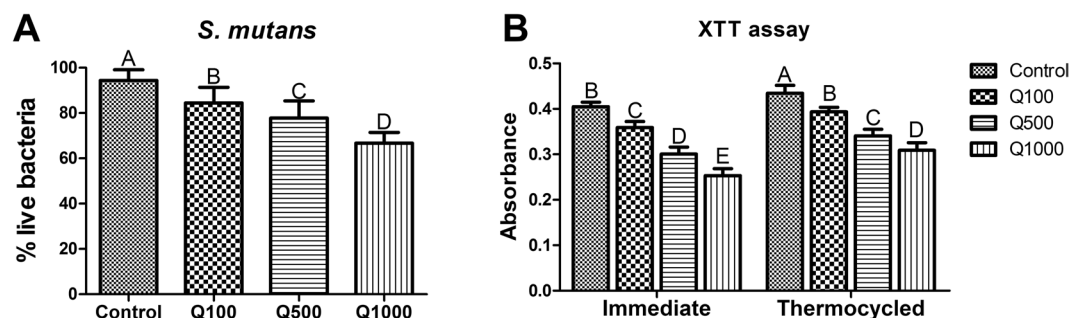 A
S. mutans
% live bacteria
100
80
60
40
20
0
A
B
C
D
Control Q100 Q500 Q1000
B
XTT assay
Absorbance
0.5
0.4
0.3
0.2
0.1
0.0
B
C
D
E
A
B
C
D
Immediate Thermocycled
Control
Q100
Q500
Q1000